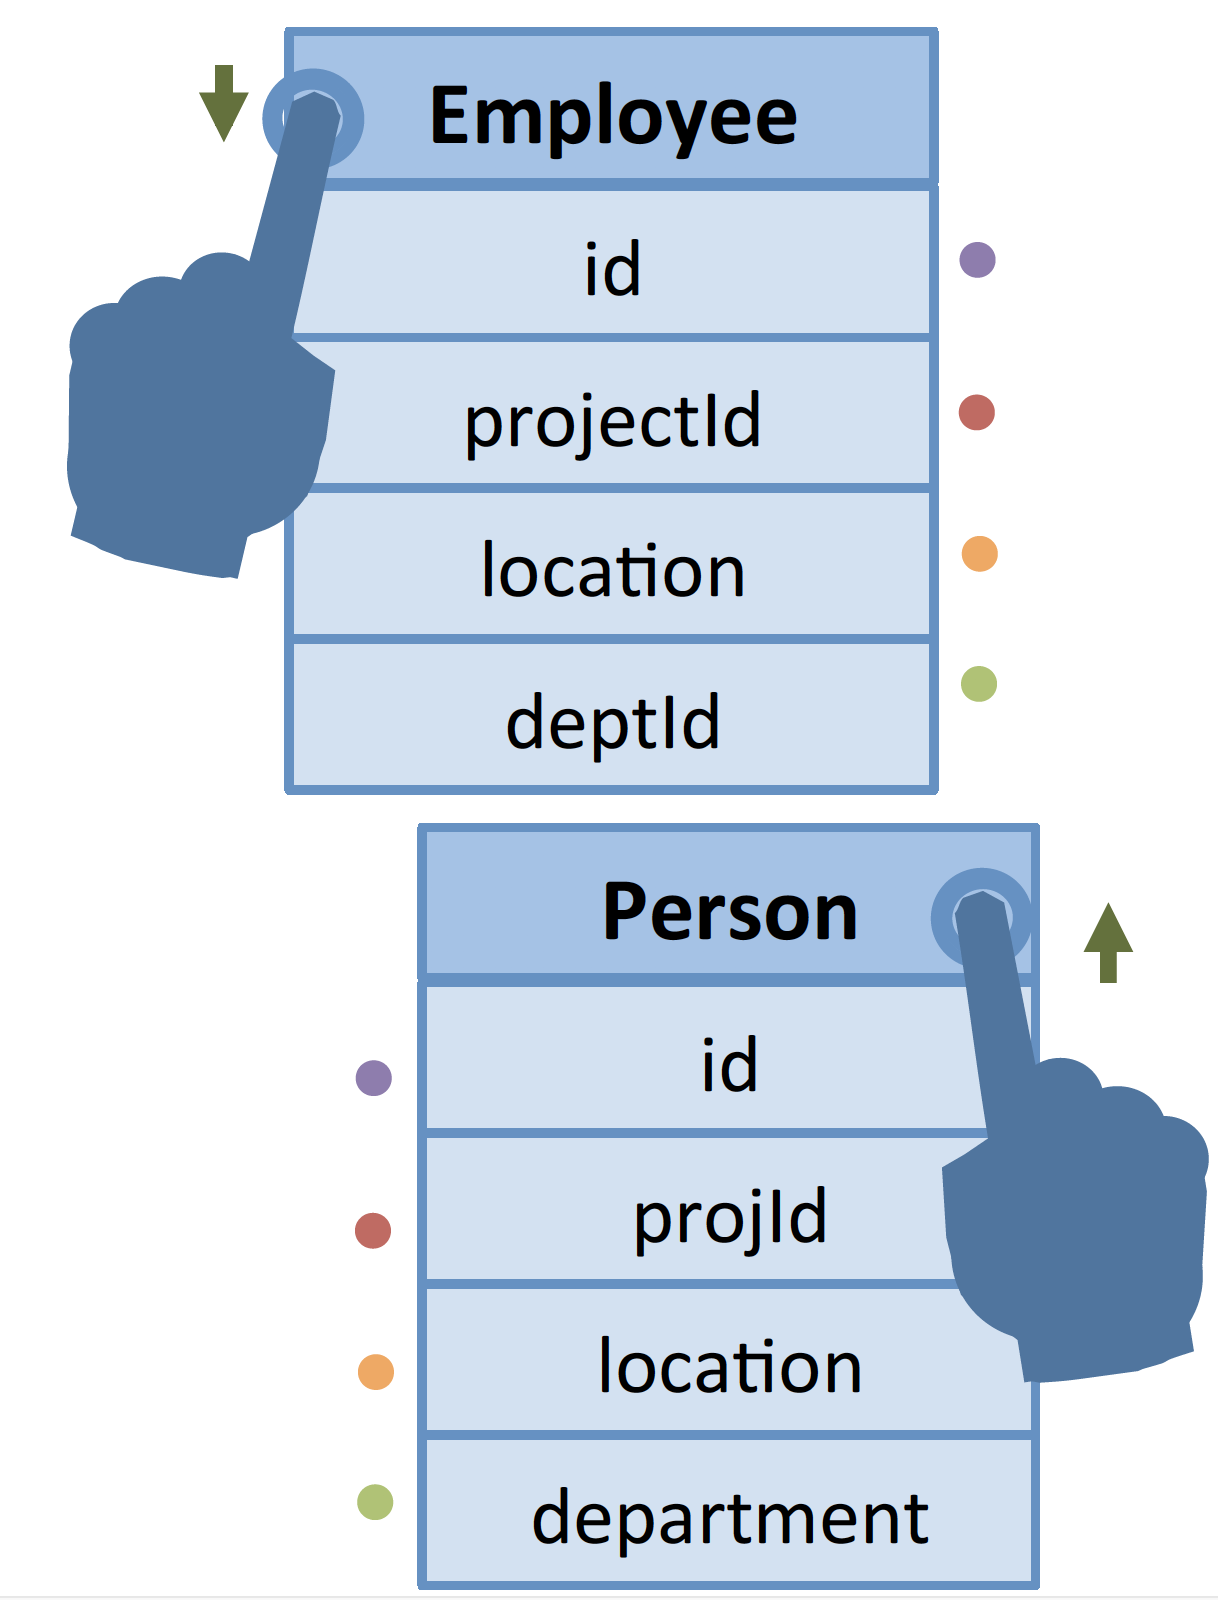 Employee
id
projectId
location
deptId
Person
id
projId
location
department